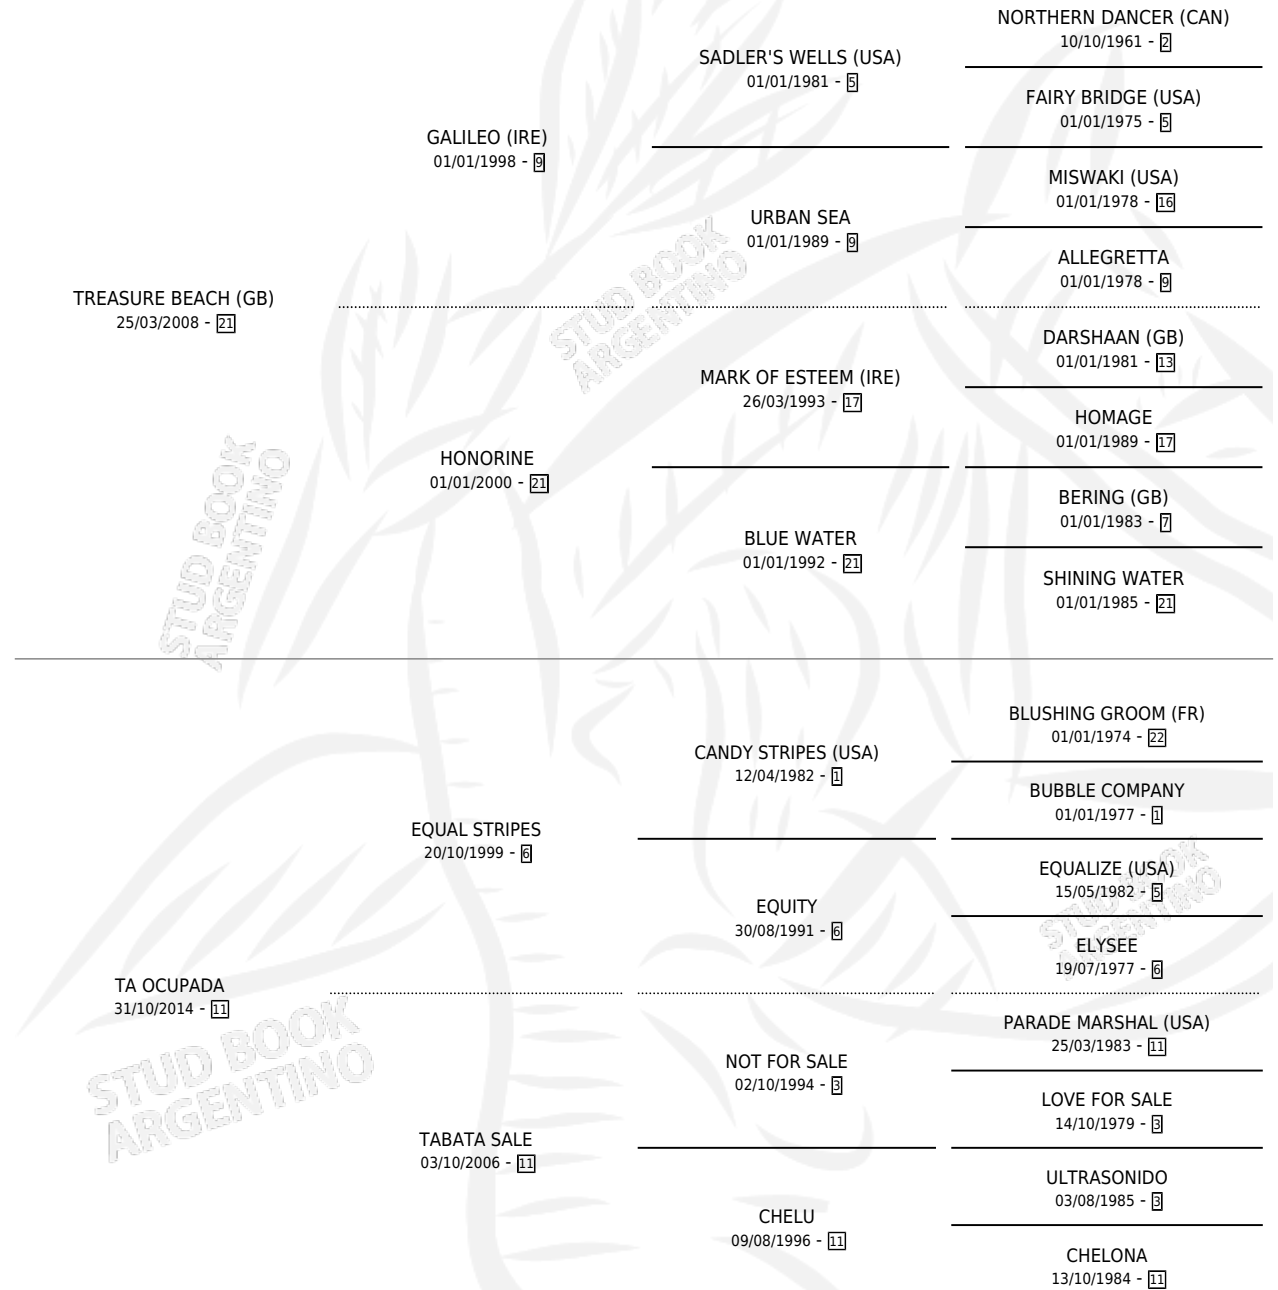 NORTHERN DANCER (CAN)
10/10/1961 - 2
SADLER'S WELLS (USA)
01/01/1981 - 5
FAIRY BRIDGE (USA)
01/01/1975 - 5
GALILEO (IRE)
01/01/1998 - 9
MISWAKI (USA)
01/01/1978 - 16
URBAN SEA
01/01/1989 - 9
ALLEGRETTA
01/01/1978 - 9
TREASURE BEACH (GB)
25/03/2008 - 21
DARSHAAN (GB)
01/01/1981 - 13
MARK OF ESTEEM (IRE)
26/03/1993 - 17
HOMAGE
01/01/1989 - 17
HONORINE
01/01/2000 - 21
BERING (GB)
01/01/1983 - 7
BLUE WATER
01/01/1992 - 21
SHINING WATER
01/01/1985 - 21
BLUSHING GROOM (FR)
01/01/1974 - 22
CANDY STRIPES (USA)
12/04/1982 - 1
BUBBLE COMPANY
01/01/1977 - 1
EQUAL STRIPES
20/10/1999 - 6
EQUALIZE (USA)
15/05/1982 - 5
EQUITY
30/08/1991 - 6
ELYSEE
19/07/1977 - 6
TA OCUPADA
31/10/2014 - 11
PARADE MARSHAL (USA)
25/03/1983 - 11
NOT FOR SALE
02/10/1994 - 3
LOVE FOR SALE
14/10/1979 - 3
TABATA SALE
03/10/2006 - 11
ULTRASONIDO
03/08/1985 - 3
CHELU
09/08/1996 - 11
CHELONA
13/10/1984 - 11
STUD BOOK
ARGENTINO
STUD BOOK
ARGENTINO
STUD BOOK
ARGENTINO
STUD BOOK
ARGENTINO